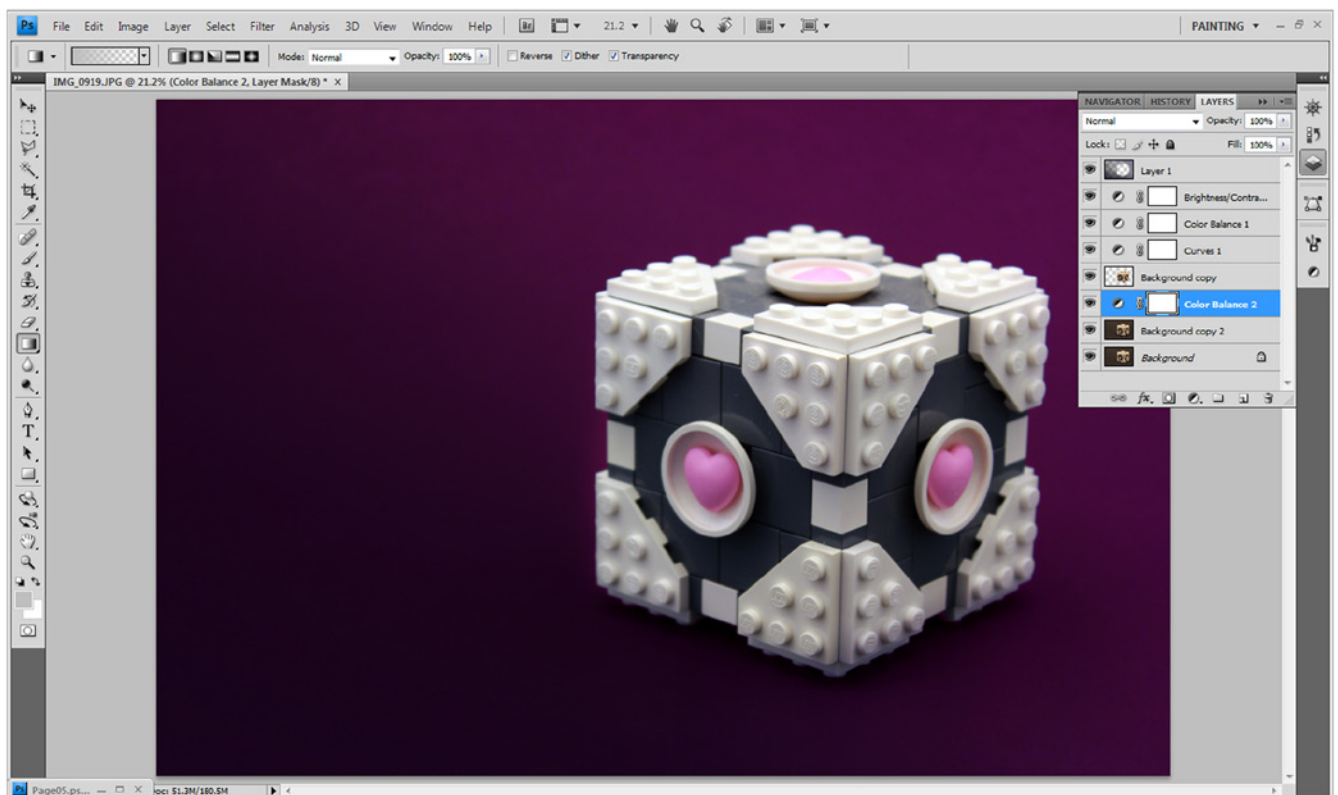 Ps File Edit Image Layer Select Filter Analysis 3D View Window Help Br 21.2 PAINTING
Mode: Normal Opacity: 100% Reverse Dither Transparency
IMG_0919.JPG @ 21.2% (Color Balance 2, Layer Mask/8) * X
NAVIGATOR HISTORY LAYERS
Normal Opacity: 100%
Lock: Fill: 100%
Layer 1
Brightness/Contra...
Color Balance 1
Curves 1
Background copy
Color Balance 2
Background copy 2
Background
fx.
T
Ps Page05.ps... oc: 51.3M/180.5M